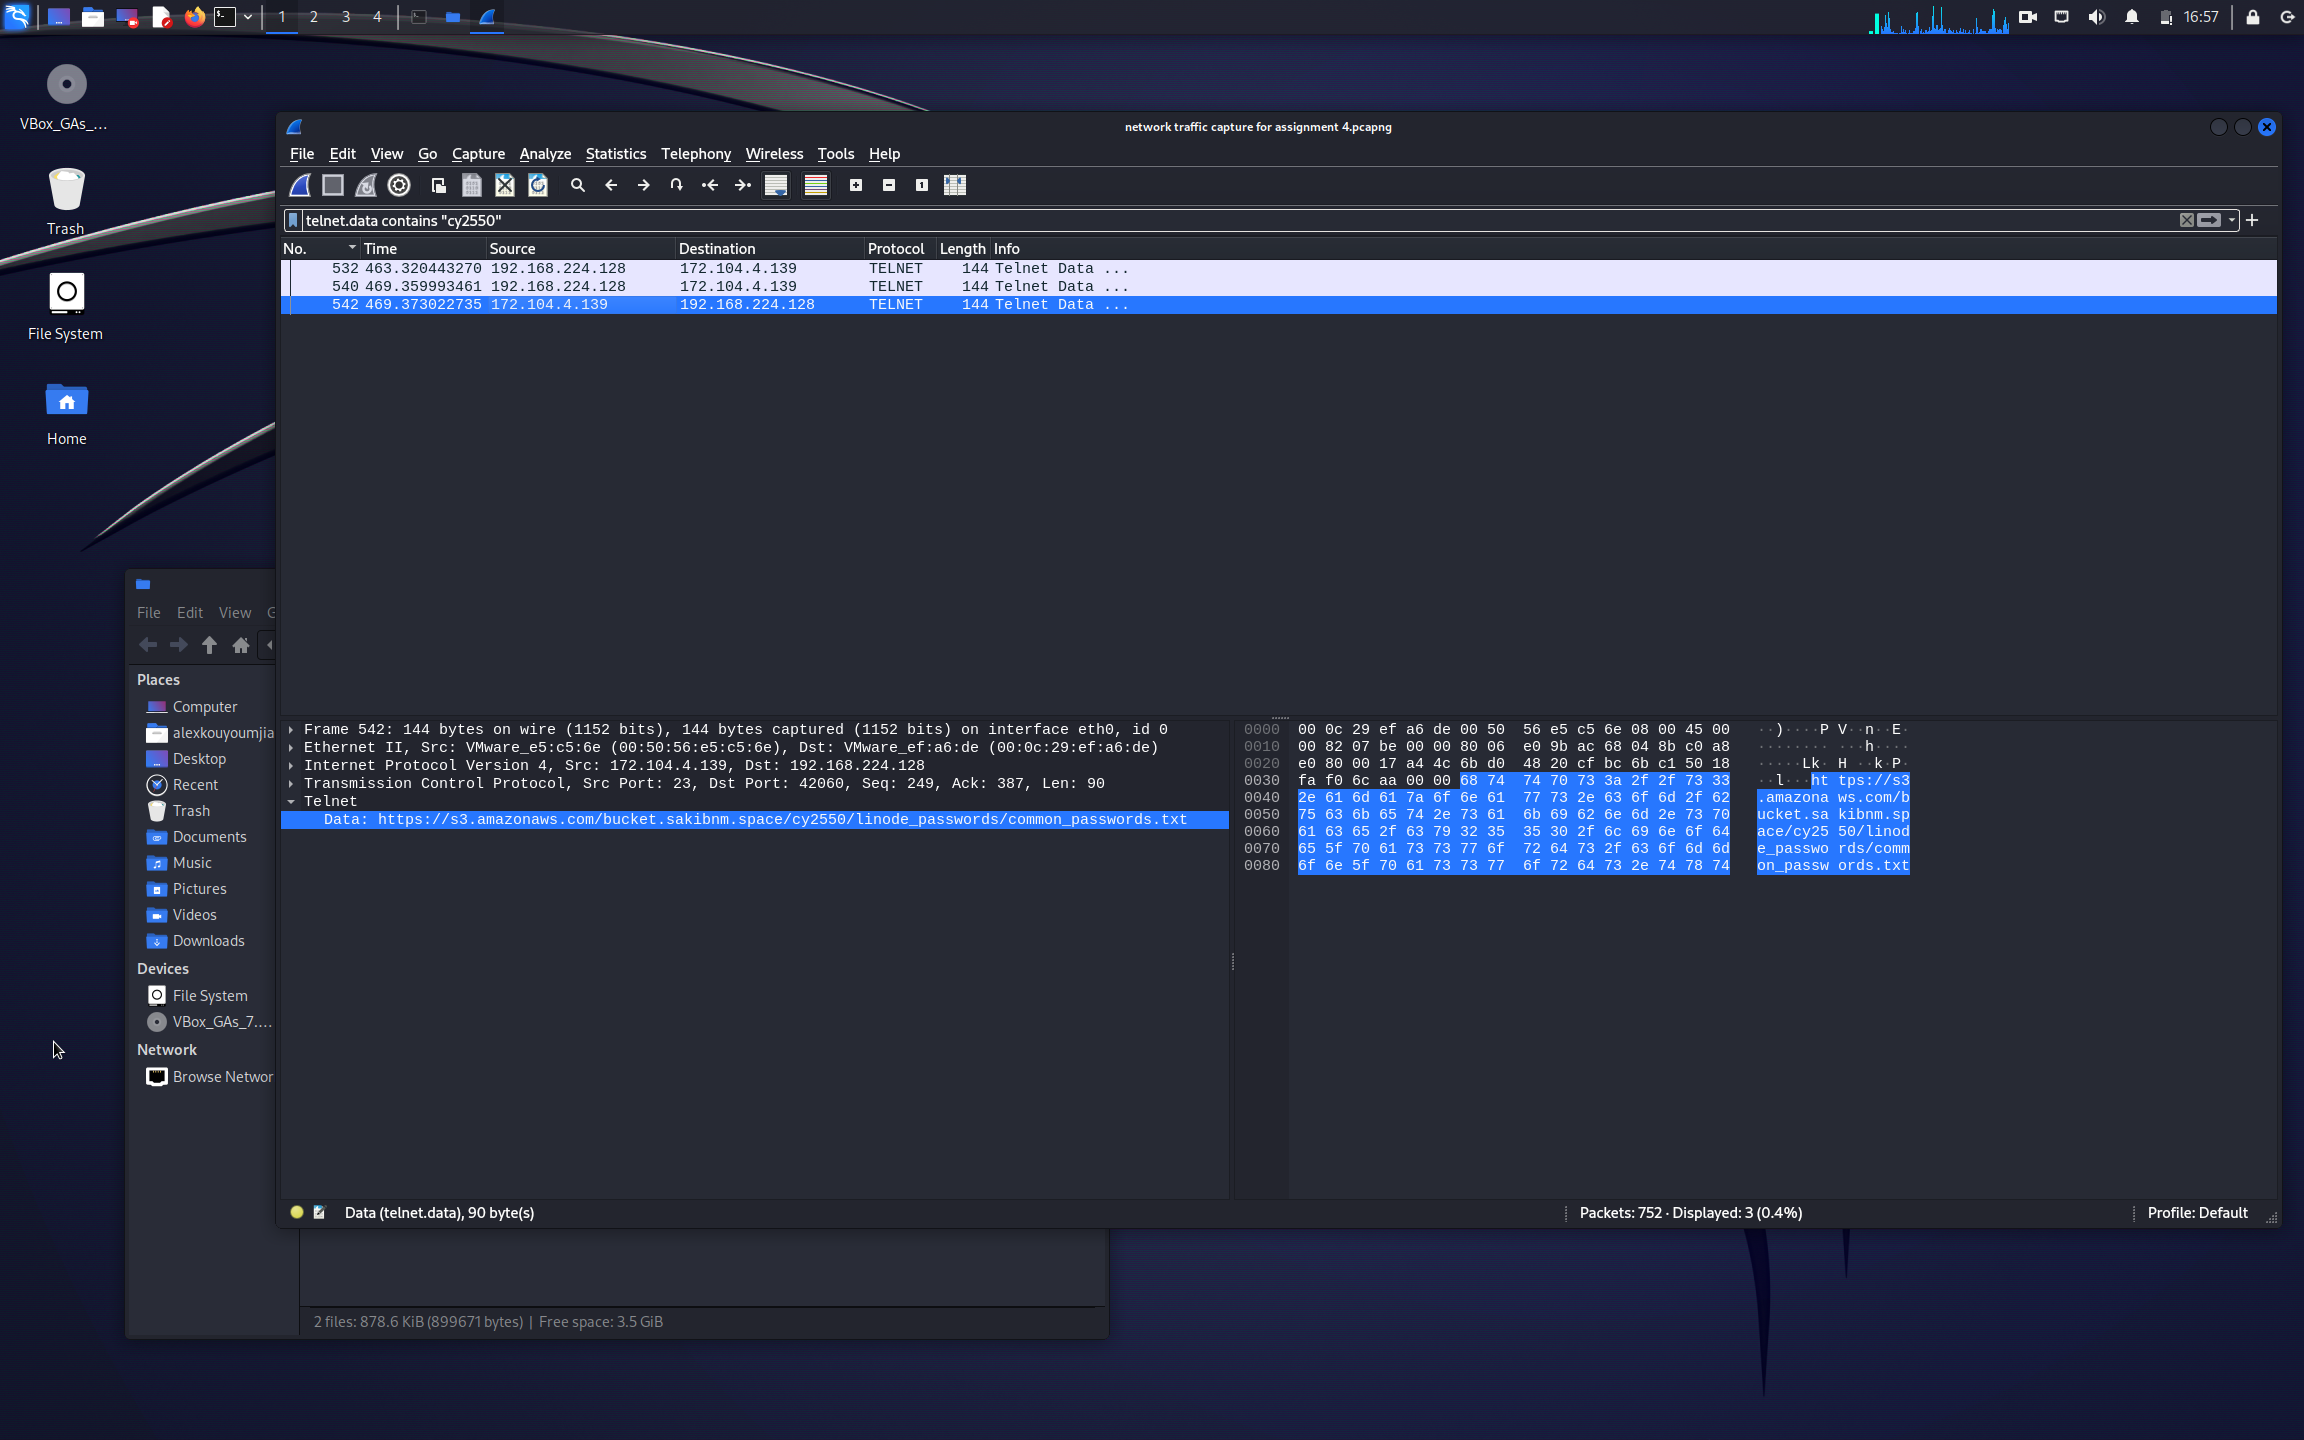 1 2 3 4 16:57
VBox_GAs_...
Trash
File System
Home
network traffic capture for assignment 4.pcapng
File Edit View Go Capture Analyze Statistics Telephony Wireless Tools Help
telnet.data contains "cy2550"
No. Time Source Destination Protocol Length Info
532 463.320443270 192.168.224.128 172.104.4.139 TELNET 144 Telnet Data ...
540 469.359993461 192.168.224.128 172.104.4.139 TELNET 144 Telnet Data ...
542 469.373022735 172.104.4.139 192.168.224.128 TELNET 144 Telnet Data ...
Frame 542: 144 bytes on wire (1152 bits), 144 bytes captured (1152 bits) on interface eth0, id 0
Ethernet II, Src: VMware_e5:c5:6e (00:50:56:e5:c5:6e), Dst: VMware_ef:a6:de (00:0c:29:ef:a6:de)
Internet Protocol Version 4, Src: 172.104.4.139, Dst: 192.168.224.128
Transmission Control Protocol, Src Port: 23, Dst Port: 42060, Seq: 249, Ack: 387, Len: 90
Telnet
Data: https://s3.amazonaws.com/bucket.sakibnm.space/cy2550/linode_passwords/common_passwords.txt
0000 00 0c 29 ef a6 de 00 50 56 e5 c5 6e 08 00 45 00 ··)····P V··n··E·
0010 00 82 07 be 00 00 80 06 e0 9b ac 68 04 8b c0 a8 ········ ···h····
0020 e0 80 00 17 a4 4c 6b d0 48 20 cf bc 6b c1 50 18 ·····Lk· H ··k·P·
0030 fa f0 6c aa 00 00 68 74 74 70 73 3a 2f 2f 73 33 ··l···ht tps://s3
0040 2e 61 6d 61 7a 6f 6e 61 77 73 2e 63 6f 6d 2f 62 .amazona ws.com/b
0050 75 63 6b 65 74 2e 73 61 6b 69 62 6e 6d 2e 73 70 ucket.sa kibnm.sp
0060 61 63 65 2f 63 79 32 35 35 30 2f 6c 69 6e 6f 64 ace/cy25 50/linod
0070 65 5f 70 61 73 73 77 6f 72 64 73 2f 63 6f 6d 6d e_passwo rds/comm
0080 6f 6e 5f 70 61 73 73 77 6f 72 64 73 2e 74 78 74 on_passw ords.txt
Data (telnet.data), 90 byte(s) Packets: 752 · Displayed: 3 (0.4%) Profile: Default
File Edit View G
Places
Computer
alexkouyoumjia
Desktop
Recent
Trash
Documents
Music
Pictures
Videos
Downloads
Devices
File System
VBox_GAs_7....
Network
Browse Networ
2 files: 878.6 KiB (899671 bytes) | Free space: 3.5 GiB